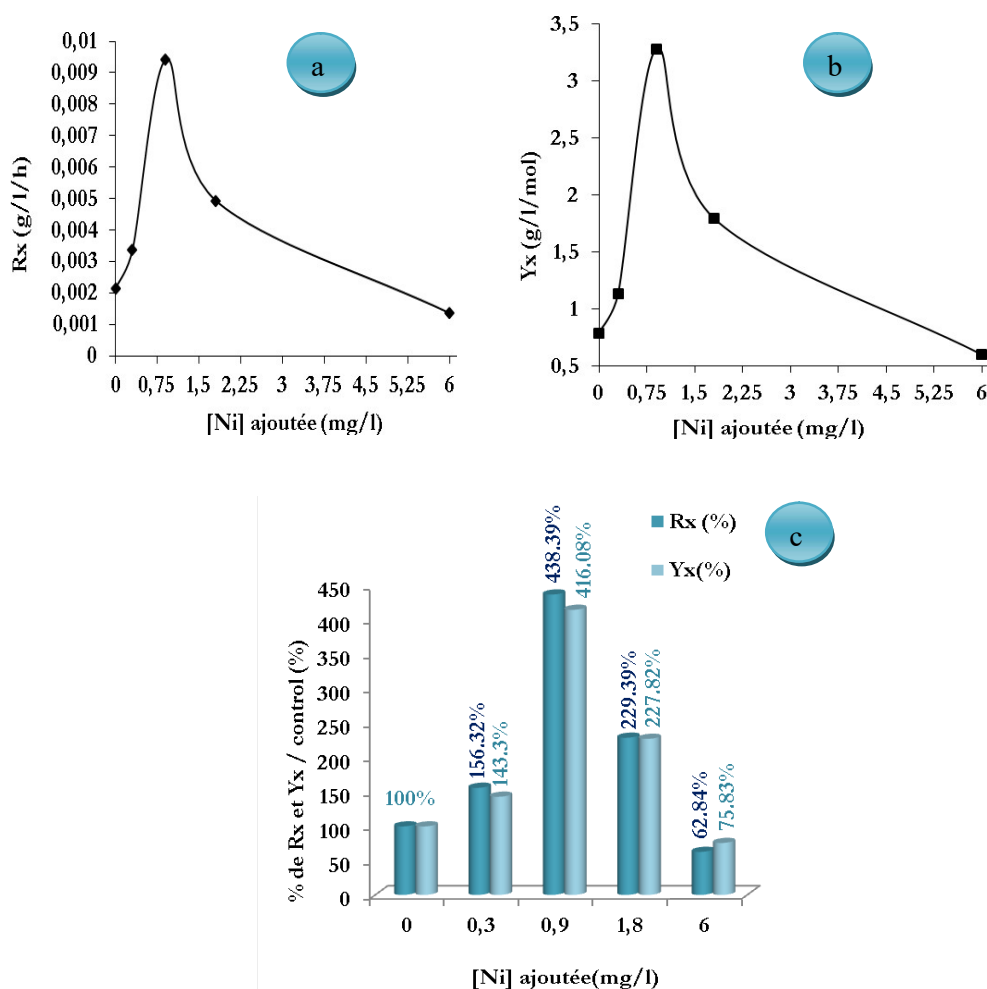 a
Rx (g/l/h)
0,01
0,009
0,008
0,007
0,006
0,005
0,004
0,003
0,002
0,001
0
0 0,75 1,5 2,25 3 3,75 4,5 5,25 6
[Ni] ajoutée (mg/l)
b
Yx (g/l/mol)
3,5
3
2,5
2
1,5
1
0,5
0 0,75 1,5 2,25 3 3,75 4,5 5,25 6
[Ni] ajoutée (mg/l)
c
Rx (%)
Yx(%)
% de Rx et Yx / control (%)
450
400
350
300
250
200
150
100
50
0
100%
156.32%
143.3%
438.39%
416.08%
229.39%
227.82%
62.84%
75.83%
0 0,3 0,9 1,8 6
[Ni] ajoutée(mg/l)